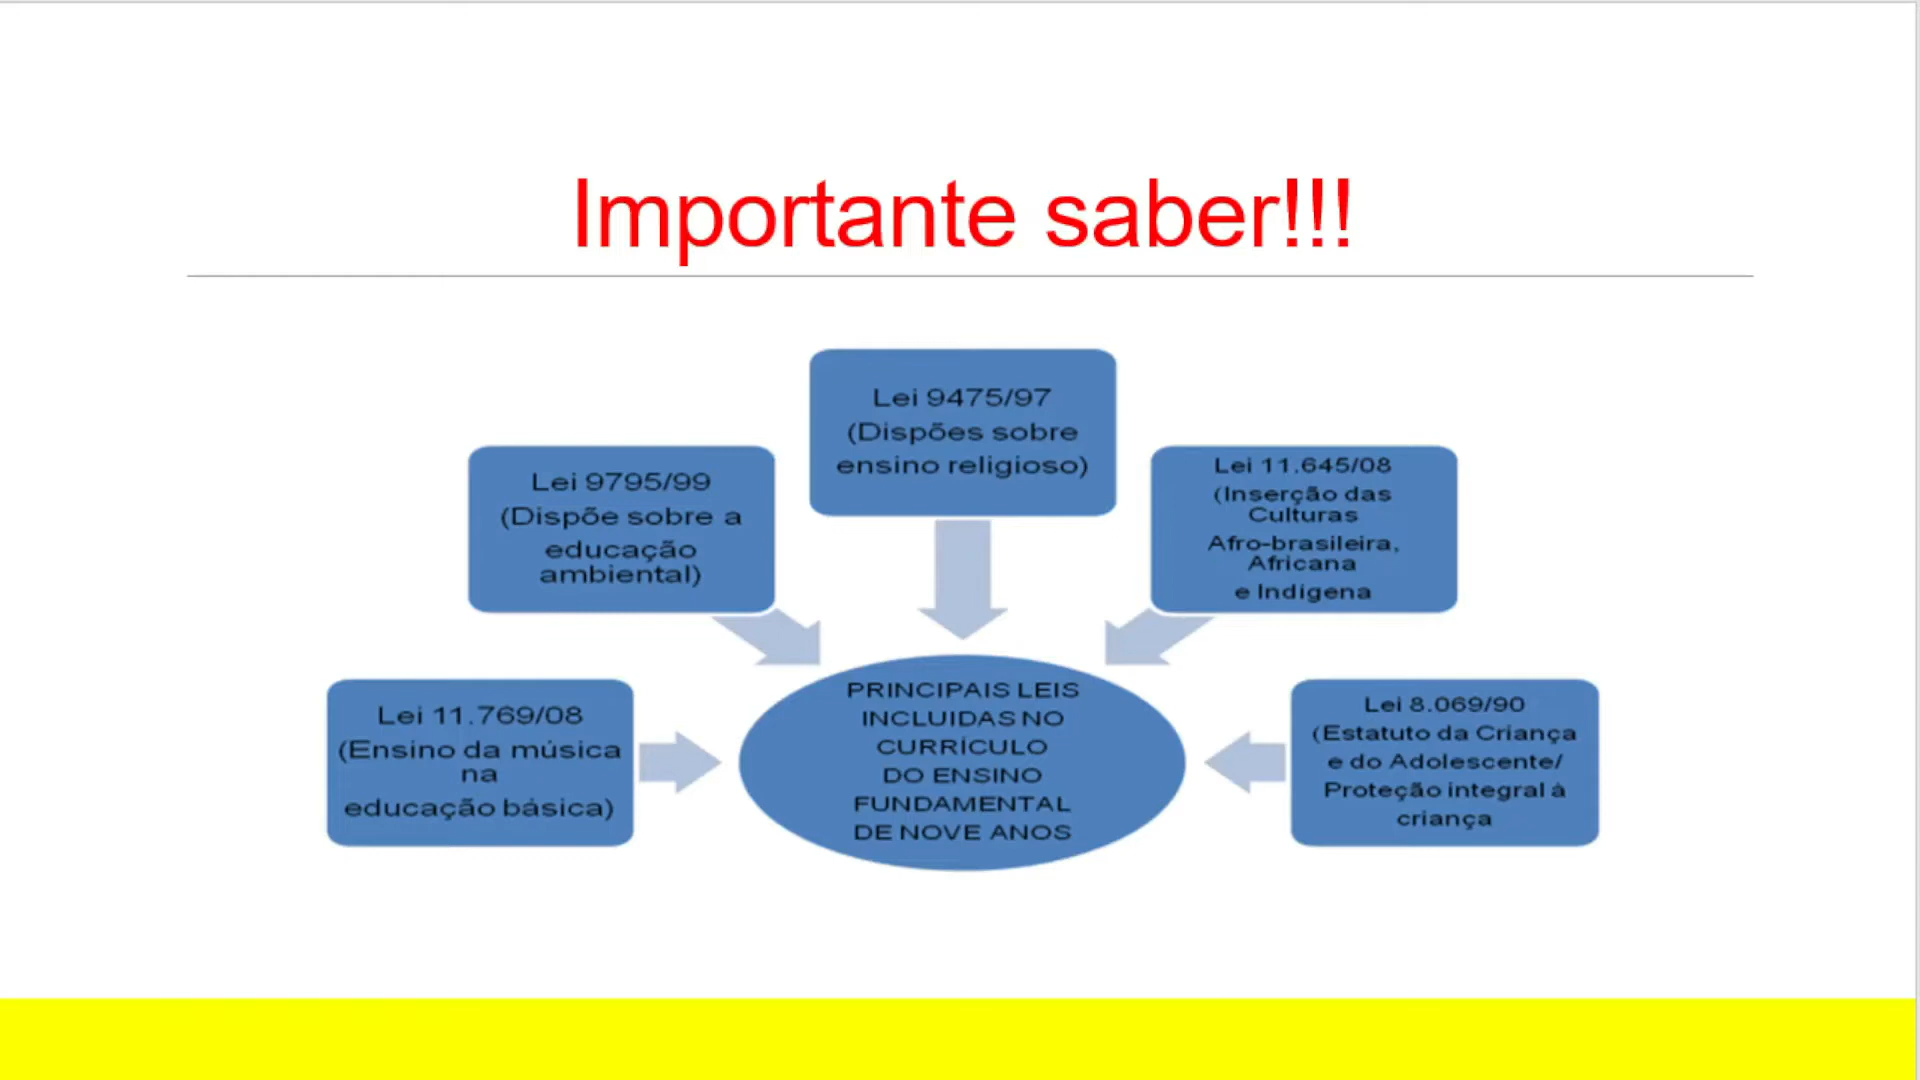 Importante saber!!!
Lei 9475/97
(Dispões sobre
ensino religioso)
Lei 9795/99
(Dispõe sobre a
educação
ambiental)
Lei 11.645/08
(Inserção das
Culturas
Afro-brasileira,
Africana
e Indígena
Lei 11.769/08
(Ensino da música
na
educação básica)
PRINCIPAIS LEIS
INCLUIDAS NO
CURRÍCULO
DO ENSINO
FUNDAMENTAL
DE NOVE ANOS
Lei 8.069/90
(Estatuto da Criança
e do Adolescente/
Proteção integral à
criança